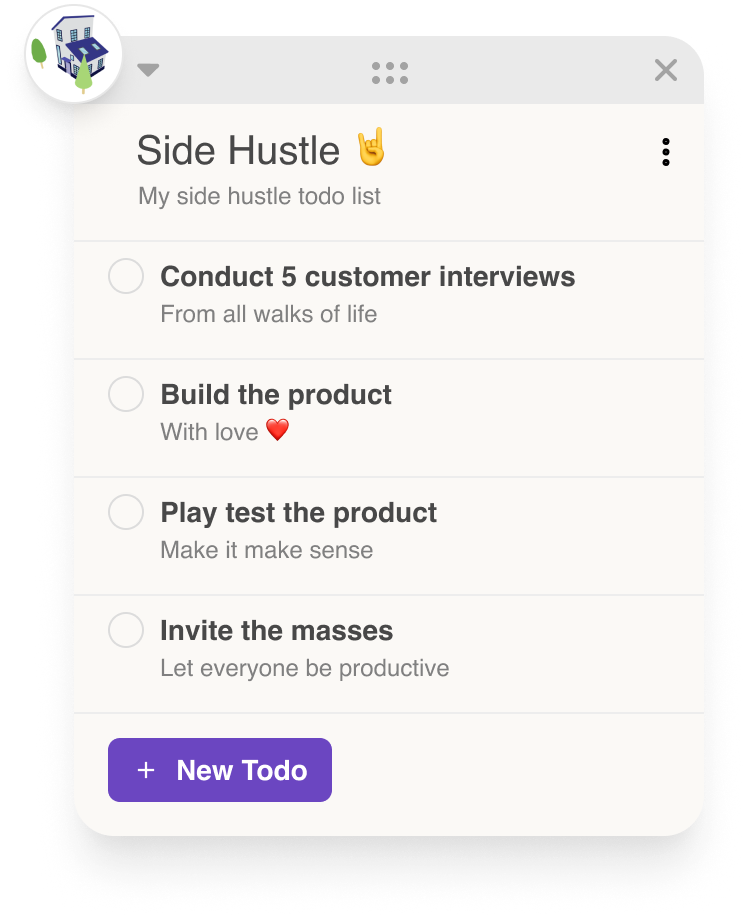 Side Hustle 🤘
My side hustle todo list
Conduct 5 customer interviews
From all walks of life
Build the product
With love ❤️
Play test the product
Make it make sense
Invite the masses
Let everyone be productive
+ New Todo